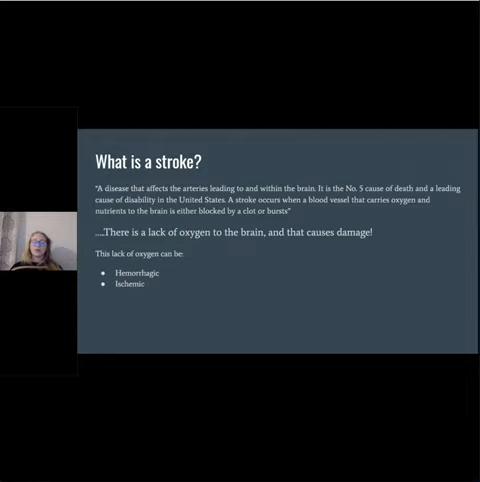 What is a stroke?
"A disease that affects the arteries leading to and within the brain. It is the No. 5 cause of death and a leading
cause of disability in the United States. A stroke occurs when a blood vessel that carries oxygen and
nutrients to the brain is either blocked by a clot or bursts"
....There is a lack of oxygen to the brain, and that causes damage!
This lack of oxygen can be:
● Hemorrhagic
● Ischemic